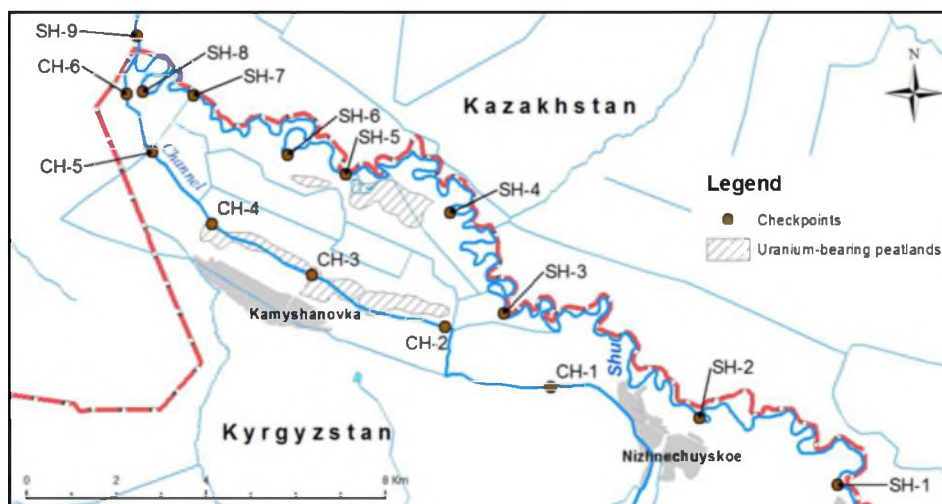 SH-9
CH-6
SH-8
SH-7
N
Kazakhstan
SH-6
SH-5
CH-5
Channel
SH-4
Legend
Checkpoints
Uranium-bearing peatlands
CH-4
CH-3
SH-3
Kamyshanovka
CH-2
Shu
CH-1
SH-2
Kyrgyzstan
Nizhnechuyskoe
SH-1
0 2 4 8 Km